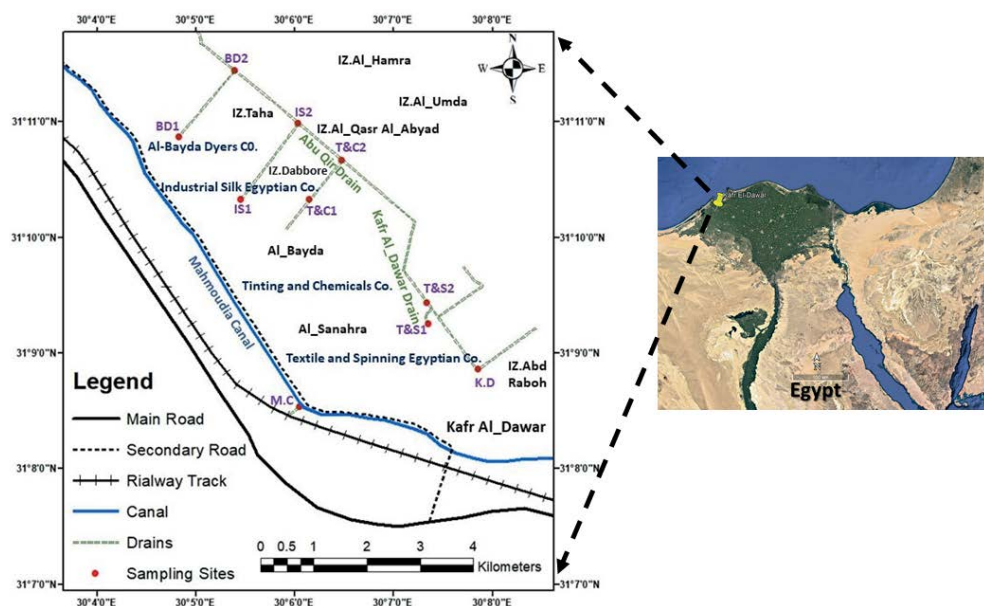 30°4'0"E 30°5'0"E 30°6'0"E 30°7'0"E 30°8'0"E
N
W E
S
BD2
IZ.Al_Hamra
IZ.Taha
IS2
IZ.Al_Umda
31°11'0"N
BD1
IZ.Al_Qasr Al_Abyad
31°11'0"N
Al-Bayda Dyers C0.
Abu Qir Drain
T&C2
IZ.Dabbore
Industrial Silk Egyptian Co.
IS1
T&C1
31°10'0"N
Al_Bayda
Kafr Al_Dawar Drain
31°10'0"N
Mahmoudia Canal
Tinting and Chemicals Co.
T&S2
Al_Sanahra
T&S1
31°9'0"N
Textile and Spinning Egyptian Co.
IZ.Abd
Raboh
31°9'0"N
K.D
M.C
Kafr Al_Dawar
31°8'0"N
31°8'0"N
Legend
Main Road
Secondary Road
Rialway Track
Canal
Drains
Sampling Sites
0 0.5 1 2 3 4
Kilometers
31°7'0"N
31°7'0"N
30°4'0"E 30°5'0"E 30°6'0"E 30°7'0"E 30°8'0"E
Kafr El-Dawar
Egypt